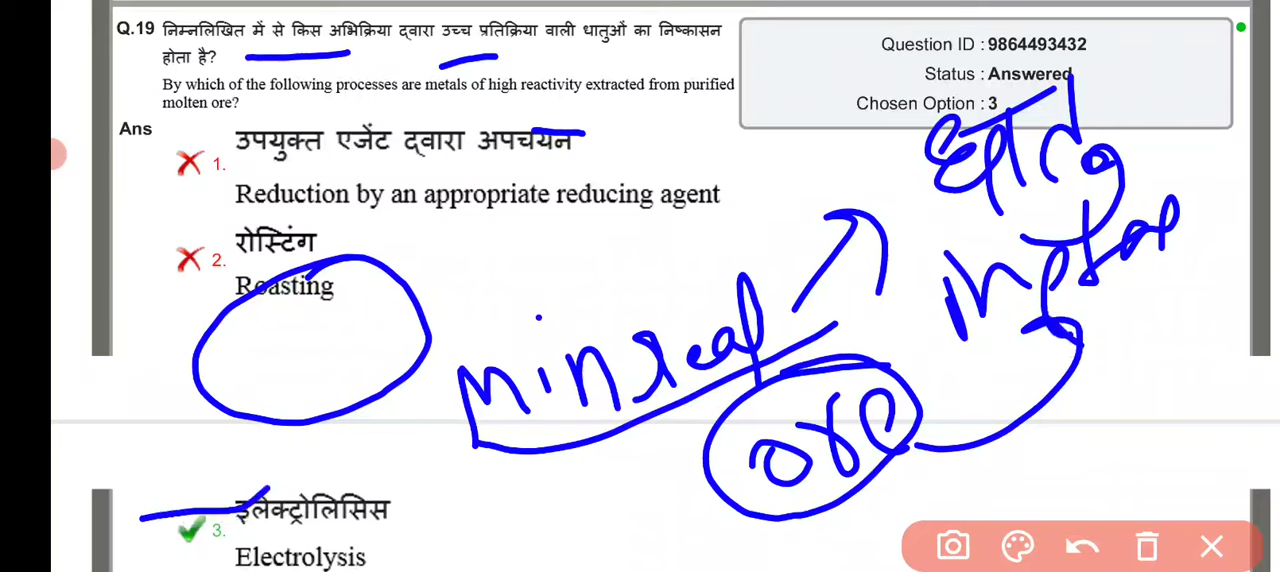 Q.19 निम्नलिखित में से किस अभिक्रिया द्वारा उच्च प्रतिक्रिया वाली धातुओं का निष्कासन
होता है?
By which of the following processes are metals of high reactivity extracted from purified
molten ore?
Question ID : 9864493432
Status : Answered
Chosen Option : 3
Ans
उपयुक्त एजेंट द्वारा अपचयन
1.
Reduction by an appropriate reducing agent
रोस्टिंग
2.
Roasting
धातु
metal
mineral
ore
इलेक्ट्रोलिसिस
3.
Electrolysis